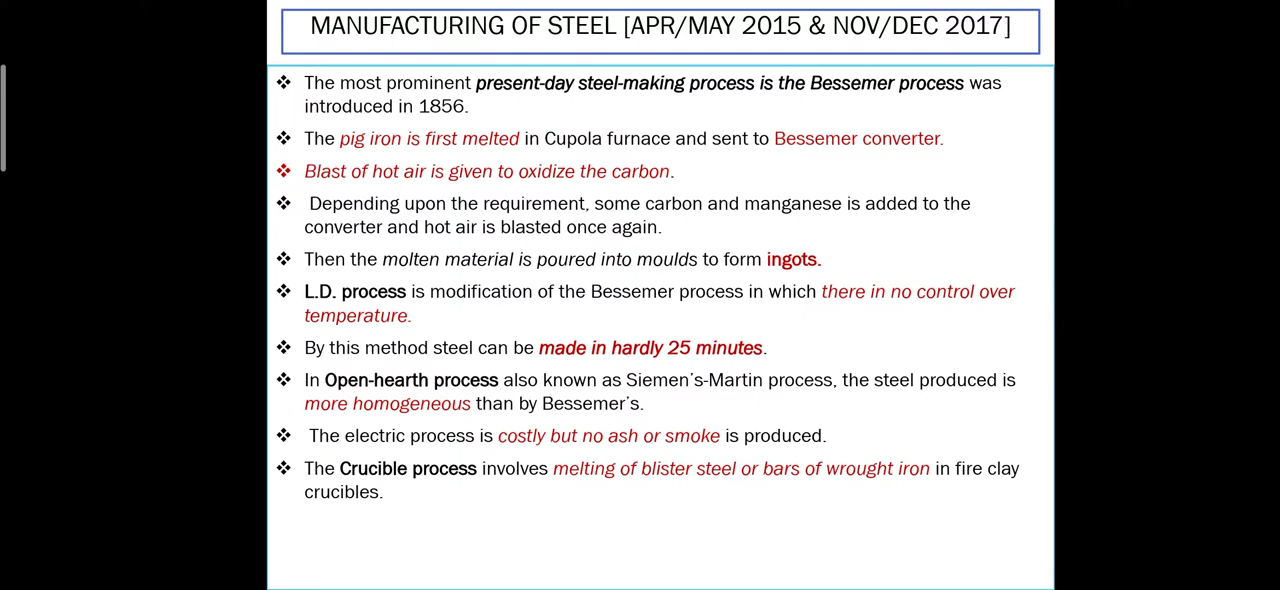 MANUFACTURING OF STEEL [APR/MAY 2015 & NOV/DEC 2017]
❖ The most prominent present-day steel-making process is the Bessemer process was
introduced in 1856.
❖ The pig iron is first melted in Cupola furnace and sent to Bessemer converter.
❖ Blast of hot air is given to oxidize the carbon.
❖ Depending upon the requirement, some carbon and manganese is added to the
converter and hot air is blasted once again.
❖ Then the molten material is poured into moulds to form ingots.
❖ L.D. process is modification of the Bessemer process in which there in no control over
temperature.
❖ By this method steel can be made in hardly 25 minutes.
❖ In Open-hearth process also known as Siemen's-Martin process, the steel produced is
more homogeneous than by Bessemer's.
❖ The electric process is costly but no ash or smoke is produced.
❖ The Crucible process involves melting of blister steel or bars of wrought iron in fire clay
crucibles.